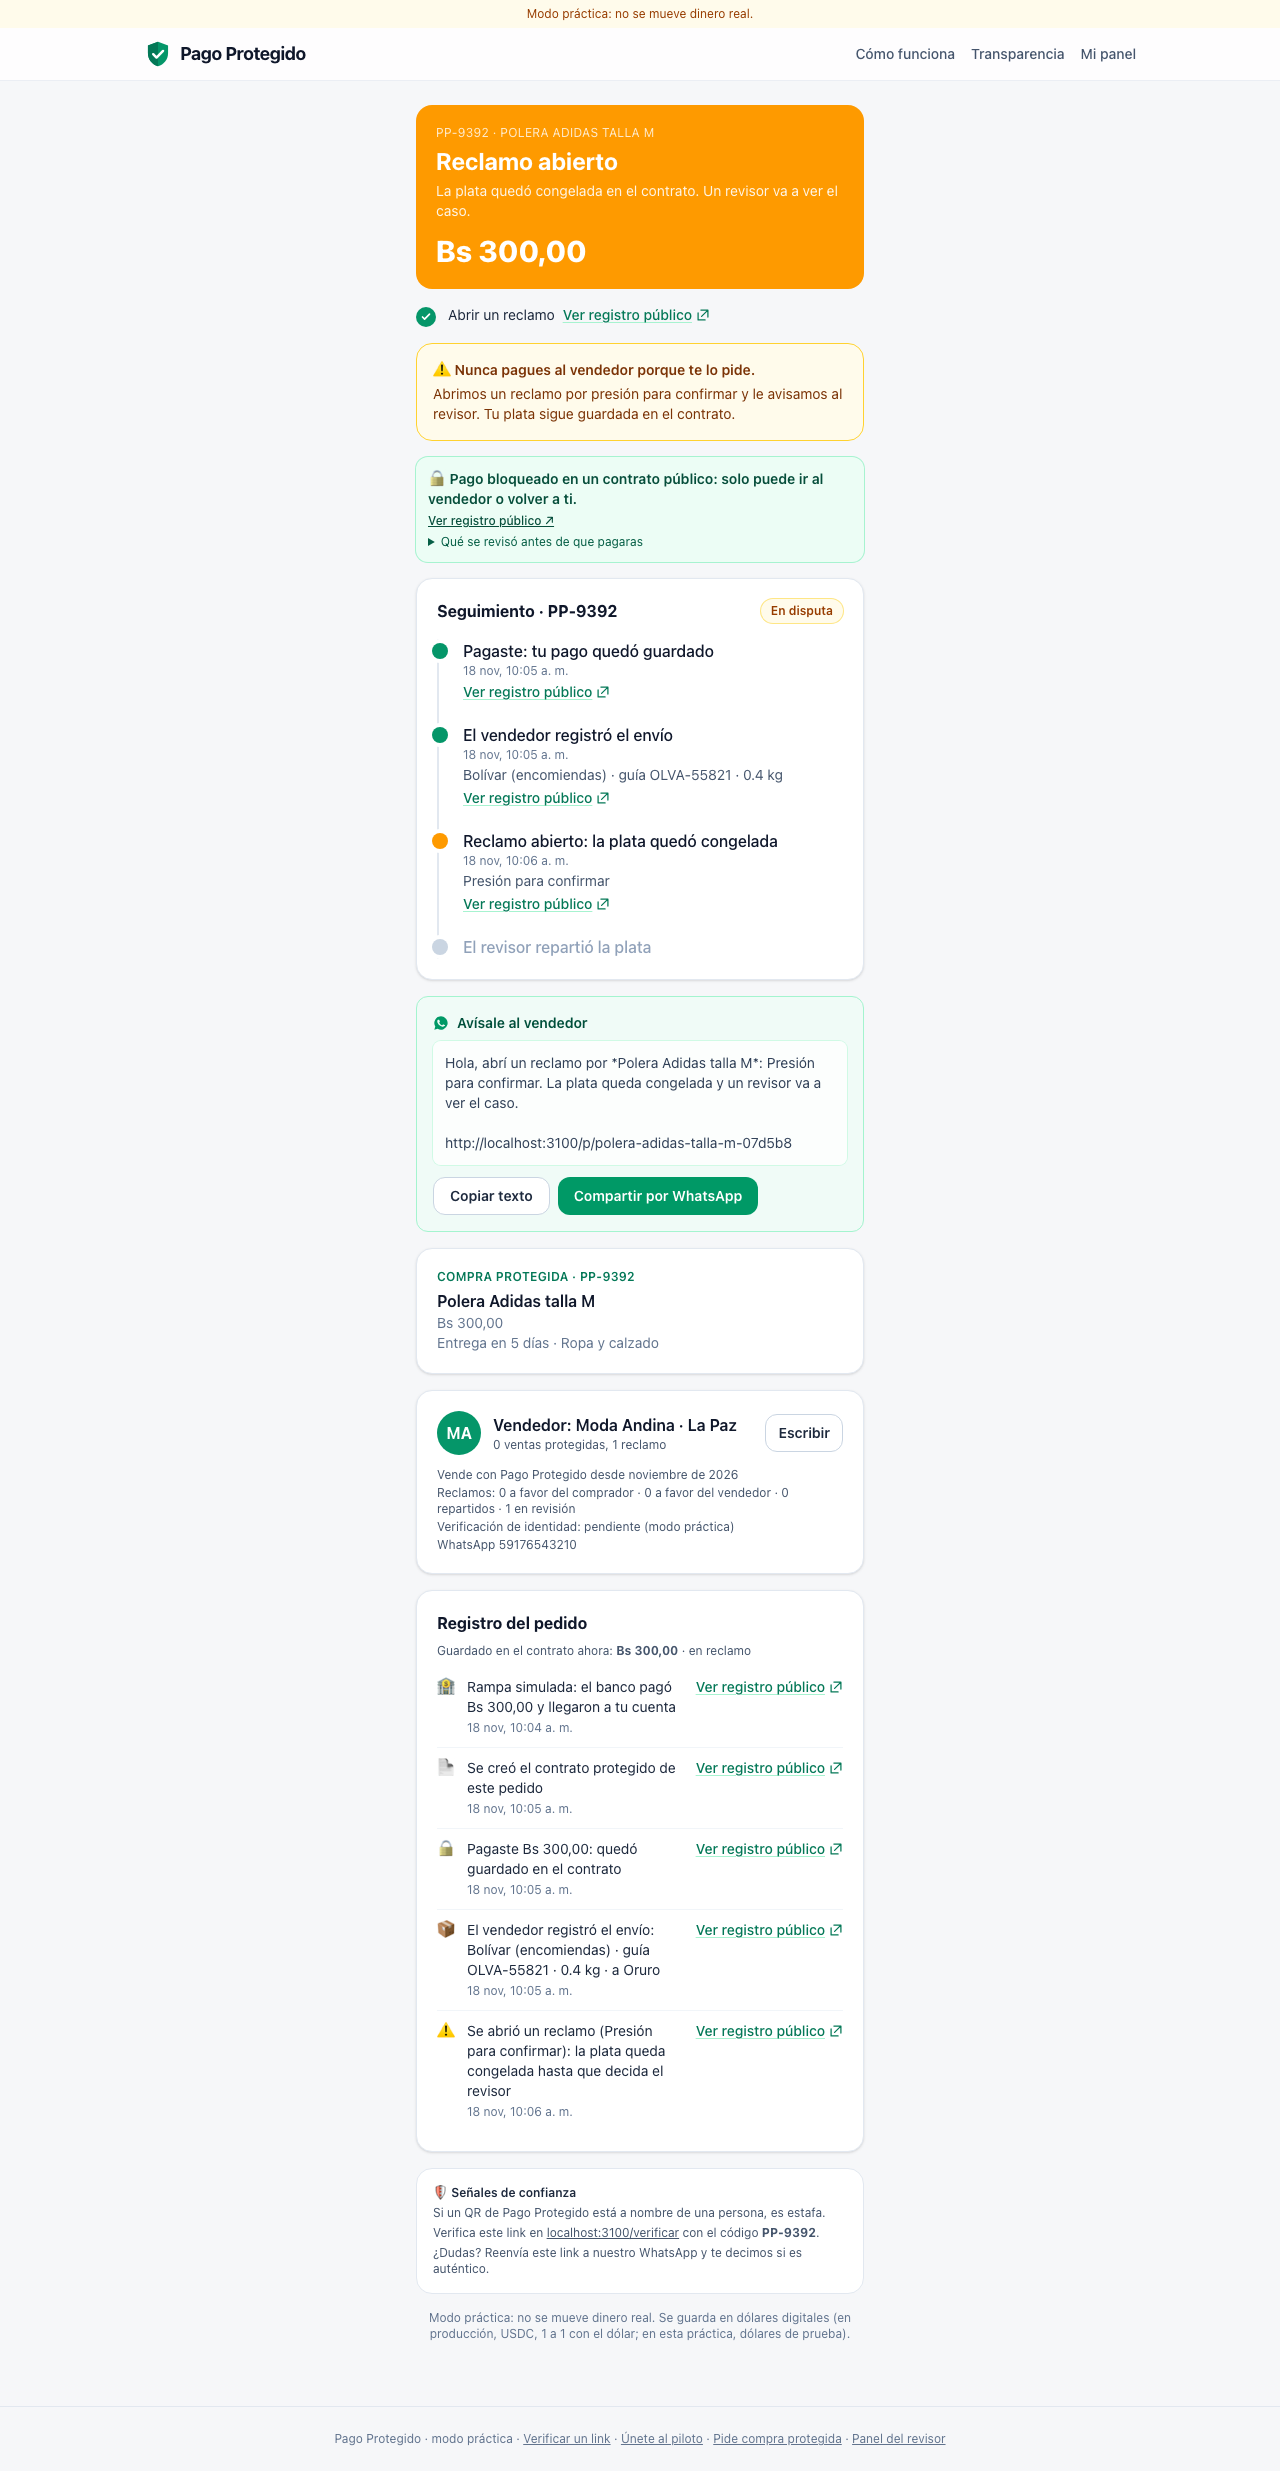 Modo práctica: no se mueve dinero real.
Pago Protegido
Cómo funciona Transparencia Mi panel
PP-9392 · POLERA ADIDAS TALLA M
Reclamo abierto
La plata quedó congelada en el contrato. Un revisor va a ver el
caso.
Bs 300,00
Abrir un reclamo Ver registro público
Nunca pagues al vendedor porque te lo pide.
Abrimos un reclamo por presión para confirmar y le avisamos al
revisor. Tu plata sigue guardada en el contrato.
Pago bloqueado en un contrato público: solo puede ir al
vendedor o volver a ti.
Ver registro público ↗
Qué se revisó antes de que pagaras
Seguimiento · PP-9392
En disputa
Pagaste: tu pago quedó guardado
18 nov, 10:05 a. m.
Ver registro público
El vendedor registró el envío
18 nov, 10:05 a. m.
Bolívar (encomiendas) · guía OLVA-55821 · 0.4 kg
Ver registro público
Reclamo abierto: la plata quedó congelada
18 nov, 10:06 a. m.
Presión para confirmar
Ver registro público
El revisor repartió la plata
Avísale al vendedor
Hola, abrí un reclamo por *Polera Adidas talla M*: Presión
para confirmar. La plata queda congelada y un revisor va a
ver el caso.
http://localhost:3100/p/polera-adidas-talla-m-07d5b8
Copiar texto
Compartir por WhatsApp
COMPRA PROTEGIDA · PP-9392
Polera Adidas talla M
Bs 300,00
Entrega en 5 días · Ropa y calzado
MA
Vendedor: Moda Andina · La Paz
0 ventas protegidas, 1 reclamo
Escribir
Vende con Pago Protegido desde noviembre de 2026
Reclamos: 0 a favor del comprador · 0 a favor del vendedor · 0
repartidos · 1 en revisión
Verificación de identidad: pendiente (modo práctica)
WhatsApp 59176543210
Registro del pedido
Guardado en el contrato ahora: Bs 300,00 · en reclamo
Rampa simulada: el banco pagó
Bs 300,00 y llegaron a tu cuenta
18 nov, 10:04 a. m.
Ver registro público
Se creó el contrato protegido de
este pedido
18 nov, 10:05 a. m.
Ver registro público
Pagaste Bs 300,00: quedó
guardado en el contrato
18 nov, 10:05 a. m.
Ver registro público
El vendedor registró el envío:
Bolívar (encomiendas) · guía
OLVA-55821 · 0.4 kg · a Oruro
18 nov, 10:05 a. m.
Ver registro público
Se abrió un reclamo (Presión
para confirmar): la plata queda
congelada hasta que decida el
revisor
18 nov, 10:06 a. m.
Ver registro público
Señales de confianza
Si un QR de Pago Protegido está a nombre de una persona, es estafa.
Verifica este link en localhost:3100/verificar con el código PP-9392.
¿Dudas? Reenvía este link a nuestro WhatsApp y te decimos si es
auténtico.
Modo práctica: no se mueve dinero real. Se guarda en dólares digitales (en
producción, USDC, 1 a 1 con el dólar; en esta práctica, dólares de prueba).
Pago Protegido · modo práctica · Verificar un link · Únete al piloto · Pide compra protegida · Panel del revisor